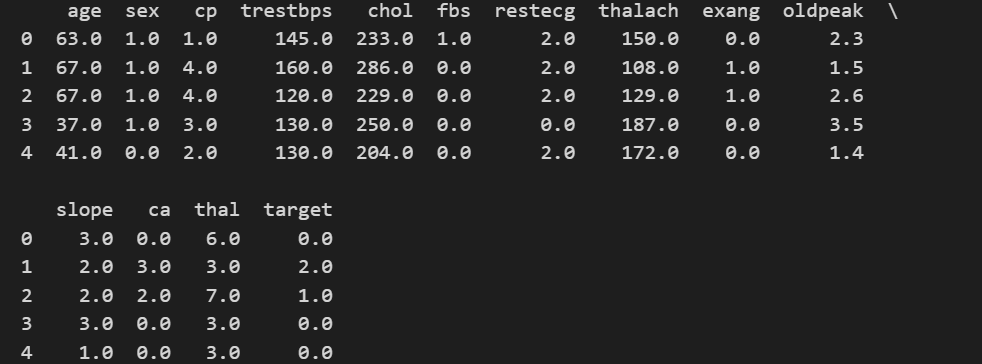 age sex cp trestbps chol fbs restecg thalach exang oldpeak \
0 63.0 1.0 1.0 145.0 233.0 1.0 2.0 150.0 0.0 2.3
1 67.0 1.0 4.0 160.0 286.0 0.0 2.0 108.0 1.0 1.5
2 67.0 1.0 4.0 120.0 229.0 0.0 2.0 129.0 1.0 2.6
3 37.0 1.0 3.0 130.0 250.0 0.0 0.0 187.0 0.0 3.5
4 41.0 0.0 2.0 130.0 204.0 0.0 2.0 172.0 0.0 1.4
slope ca thal target
0 3.0 0.0 6.0 0.0
1 2.0 3.0 3.0 2.0
2 2.0 2.0 7.0 1.0
3 3.0 0.0 3.0 0.0
4 1.0 0.0 3.0 0.0